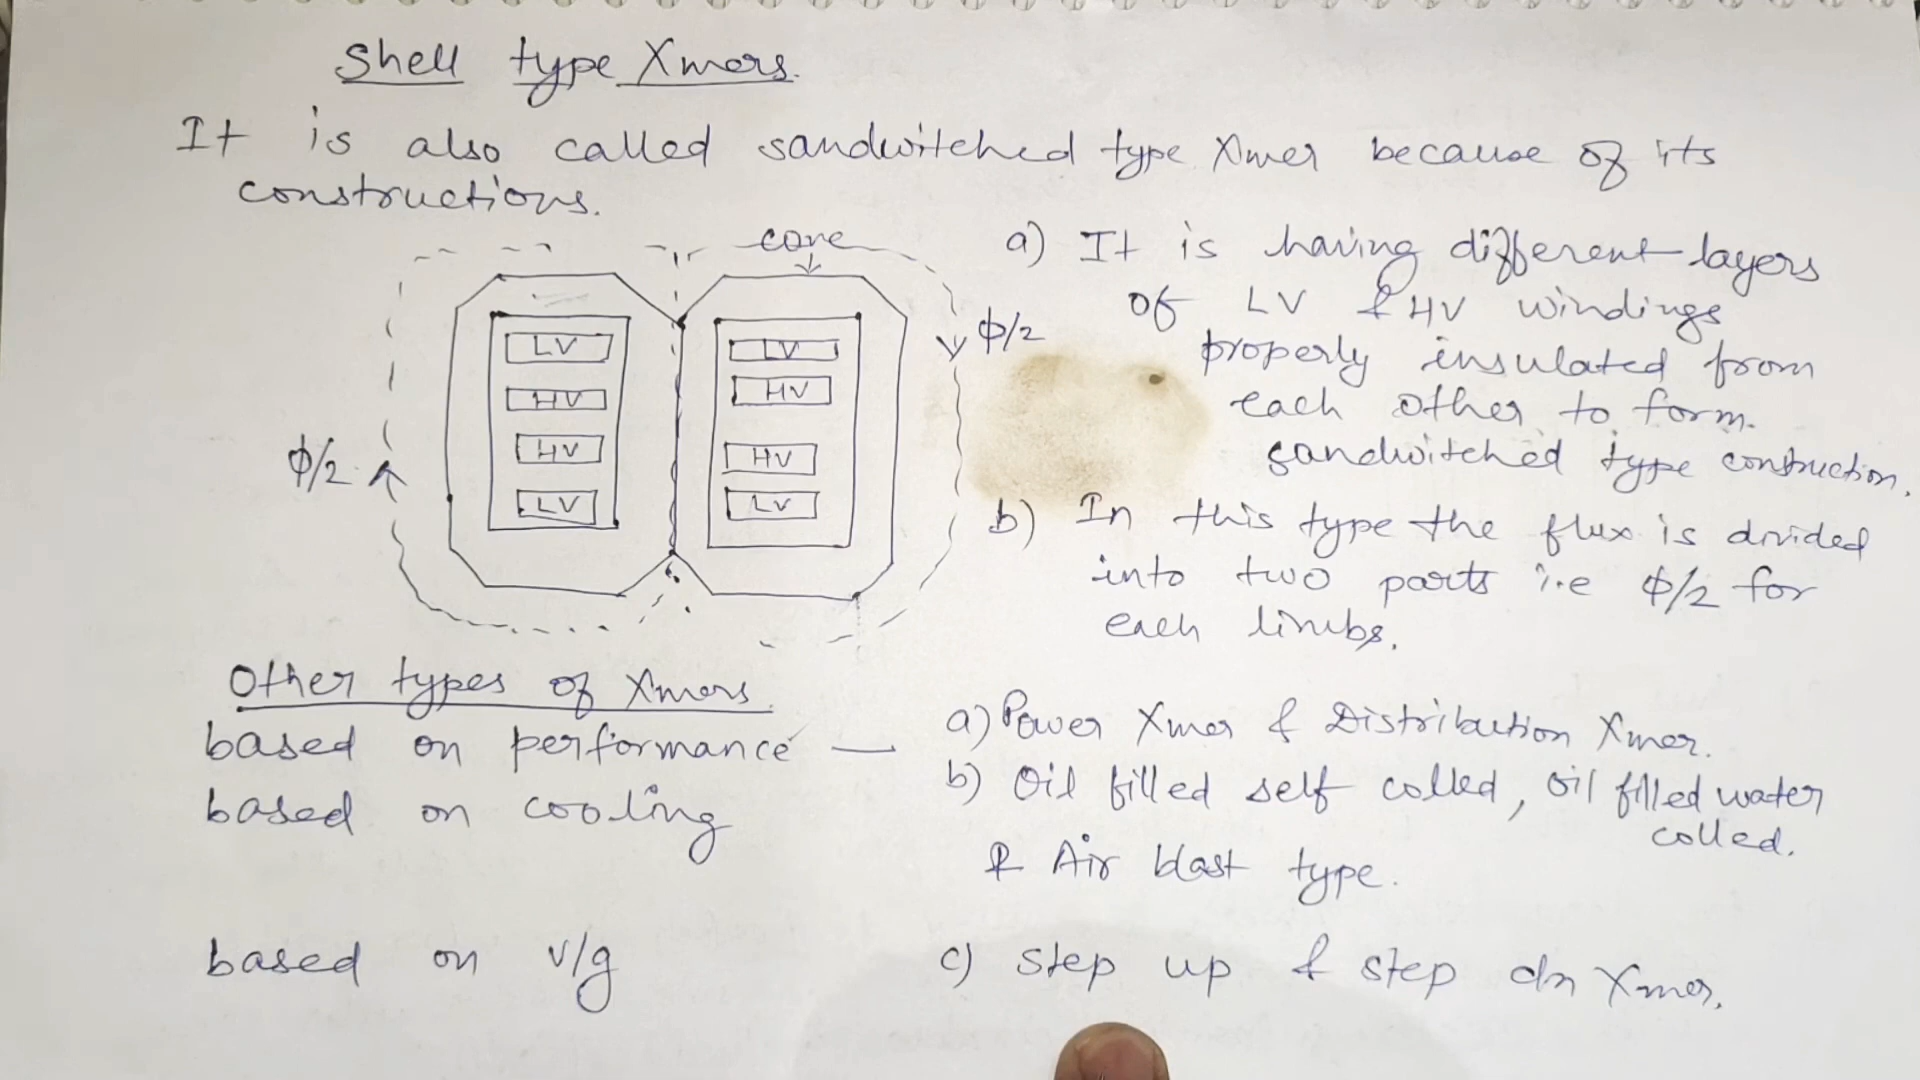 Shell type Xmers.
It is also called sandwitched type Xmer because of its
constructions.
core
a) It is having different layers
of LV & HV windings
properly insulated from
each other to form.
sandwitched type construction.
ϕ/2
ϕ/2
LV
HV
HV
LV
LV
HV
HV
LV
b) In this type the flux is divided
into two parts i.e ϕ/2 for
each limbs.
Other types of Xmers.
based on performance — a) Power Xmer & Distribution Xmer.
based on cooling b) Oil filled self colled, oil filled water
colled.
& Air blast type.
based on v/g c) step up & step dn Xmer.